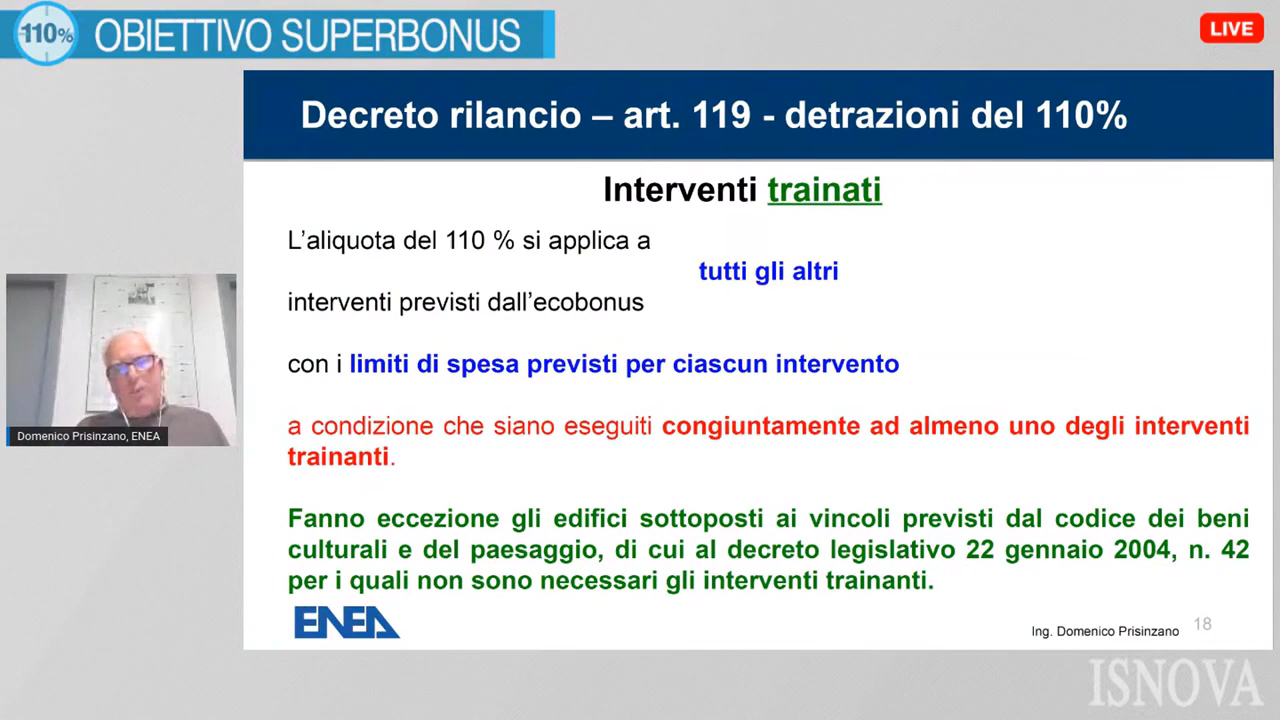 110%
OBIETTIVO SUPERBONUS
LIVE
Decreto rilancio – art. 119 - detrazioni del 110%
Interventi trainati
L’aliquota del 110 % si applica a
tutti gli altri
interventi previsti dall’ecobonus
con i limiti di spesa previsti per ciascun intervento
a condizione che siano eseguiti congiuntamente ad almeno uno degli interventi
trainanti.
Fanno eccezione gli edifici sottoposti ai vincoli previsti dal codice dei beni
culturali e del paesaggio, di cui al decreto legislativo 22 gennaio 2004, n. 42
per i quali non sono necessari gli interventi trainanti.
Domenico Prisinzano, ENEA
ENEA
Ing. Domenico Prisinzano
18
ISNOVA